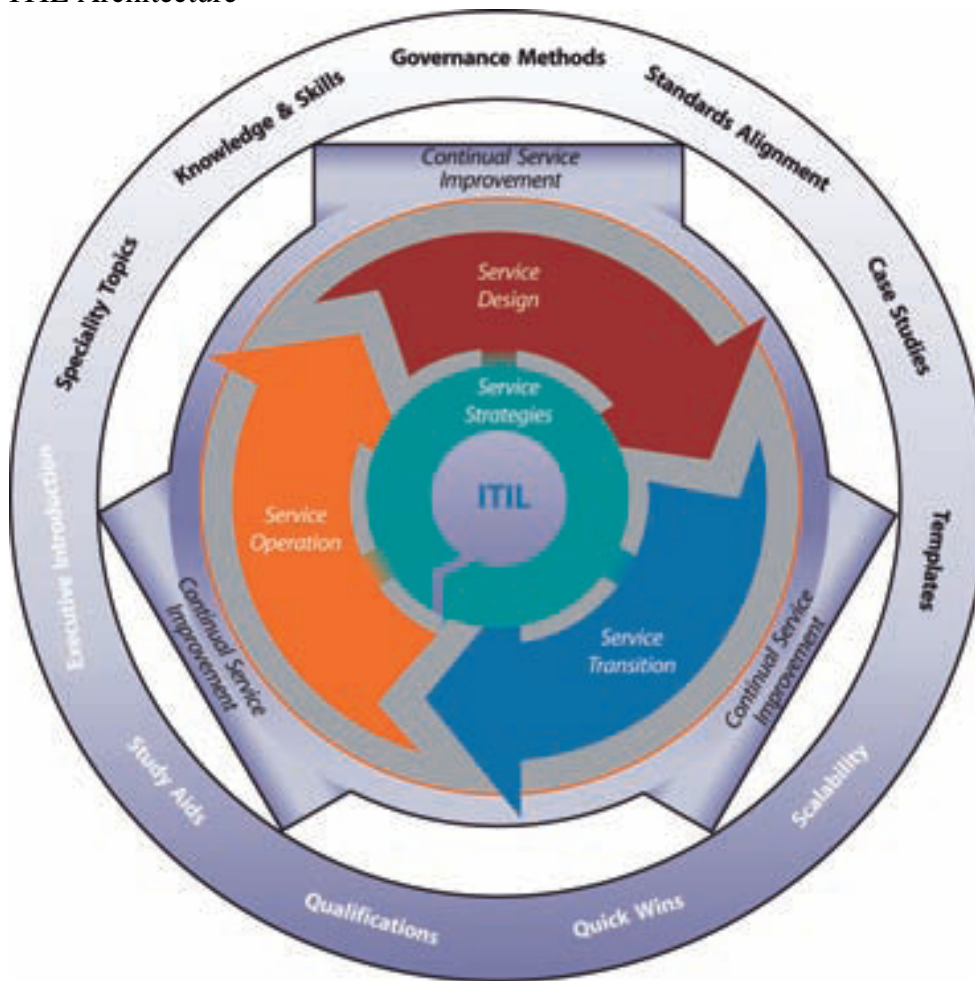 ITIL Architecture
Governance Methods
Standards Alignment
Case Studies
Templates
Scalability
Quick Wins
Qualifications
Study Aids
Executive Introduction
Speciality Topics
Knowledge & Skills
Continual Service
Improvement
Service
Design
Service
Strategies
ITIL
Service
Operation
Service
Transition
Continual Service
Improvement
Continual Service
Improvement